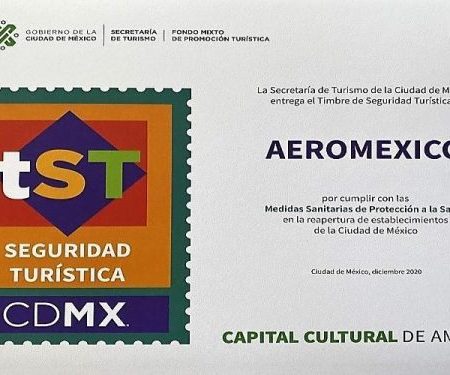 GOBIERNO DE LA
CIUDAD DE MÉXICO
SECRETARÍA
DE TURISMO
FONDO MIXTO
DE PROMOCIÓN TURÍSTICA
tST
SEGURIDAD
TURÍSTICA
CDMX
La Secretaría de Turismo de la Ciudad de M
entrega el Timbre de Seguridad Turística
AEROMEXICO
por cumplir con las
Medidas Sanitarias de Protección a la Sa
en la reapertura de establecimientos
de la Ciudad de México
Ciudad de México, diciembre 2020
CAPITAL CULTURAL DE AM